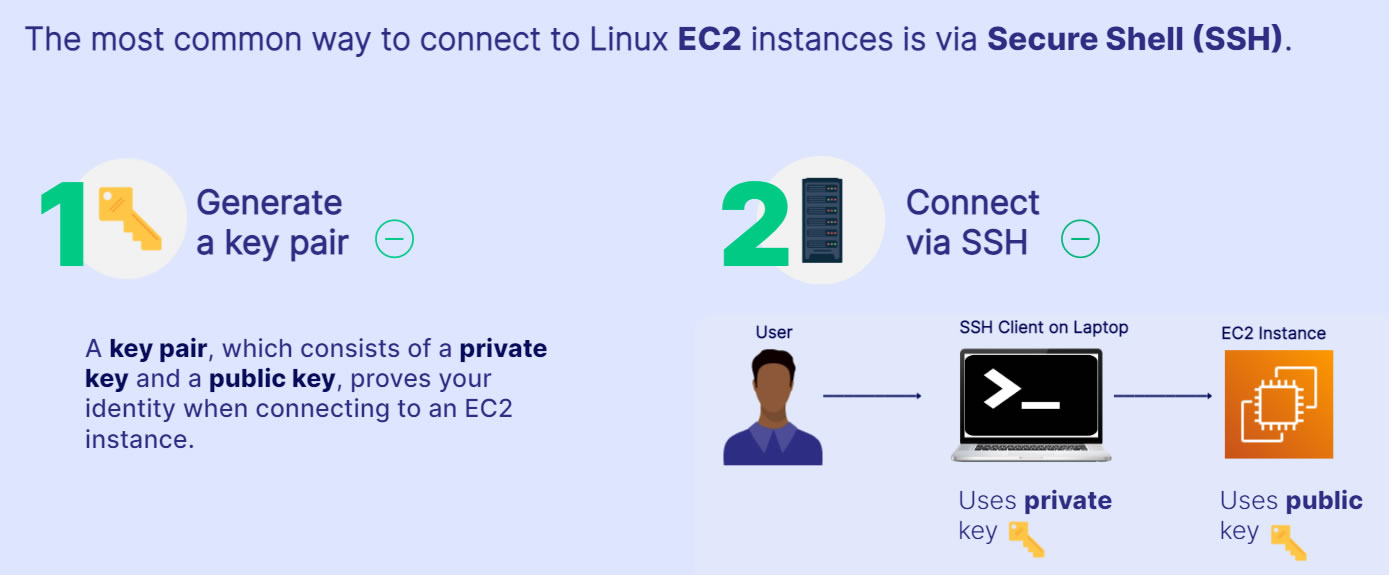 The most common way to connect to Linux EC2 instances is via Secure Shell (SSH).
1
Generate
a key pair
A key pair, which consists of a private
key and a public key, proves your
identity when connecting to an EC2
instance.
2
Connect
via SSH
User
SSH Client on Laptop
EC2 Instance
>_
Uses private
key
Uses public
key